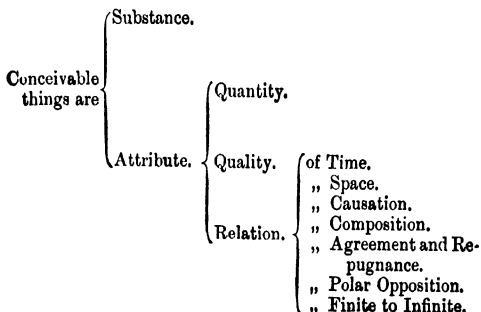 Substance.
Conceivable
things are
Quantity.
Attribute.
Quality.
of Time.
„ Space.
„ Causation.
Relation.
„ Composition.
„ Agreement and Re-
pugnance.
„ Polar Opposition.
„ Finite to Infinite.